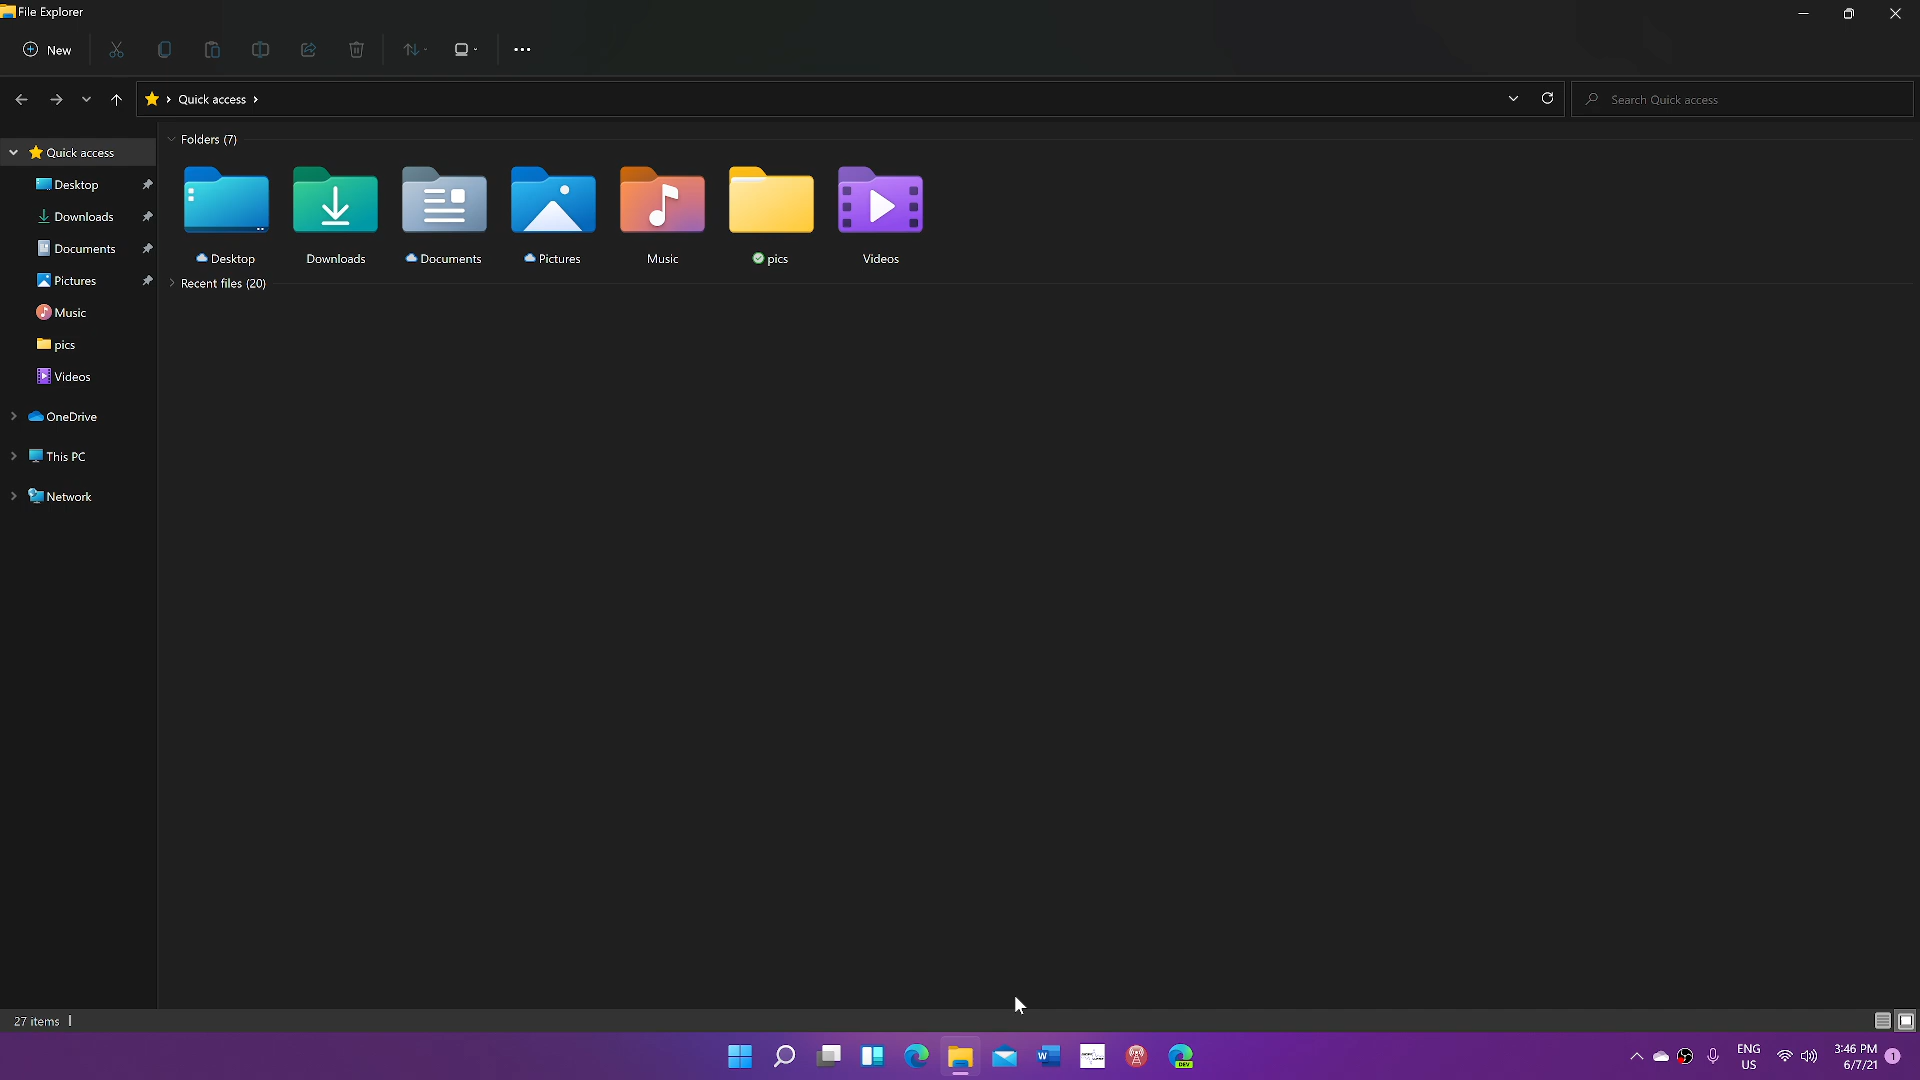 File Explorer
New
Quick access
Search Quick access
Quick access
Desktop
Downloads
Documents
Pictures
Music
pics
Videos
OneDrive
This PC
Network
Folders (7)
Desktop
Downloads
Documents
Pictures
Music
pics
Videos
Recent files (20)
27 items
W
DEV
ENG
US
3:46 PM
6/7/21
1